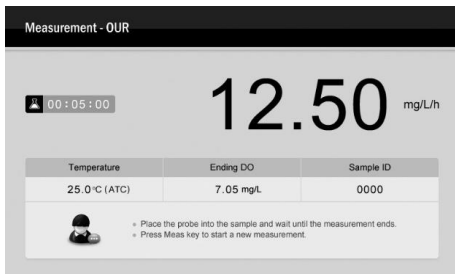 Measurement - OUR
00:05:00
12.50 mg/L/h
Temperature Ending DO Sample ID
25.0°C (ATC) 7.05 mg/L 0000
Place the probe into the sample and wait until the measurement ends.
Press Meas key to start a new measurement.